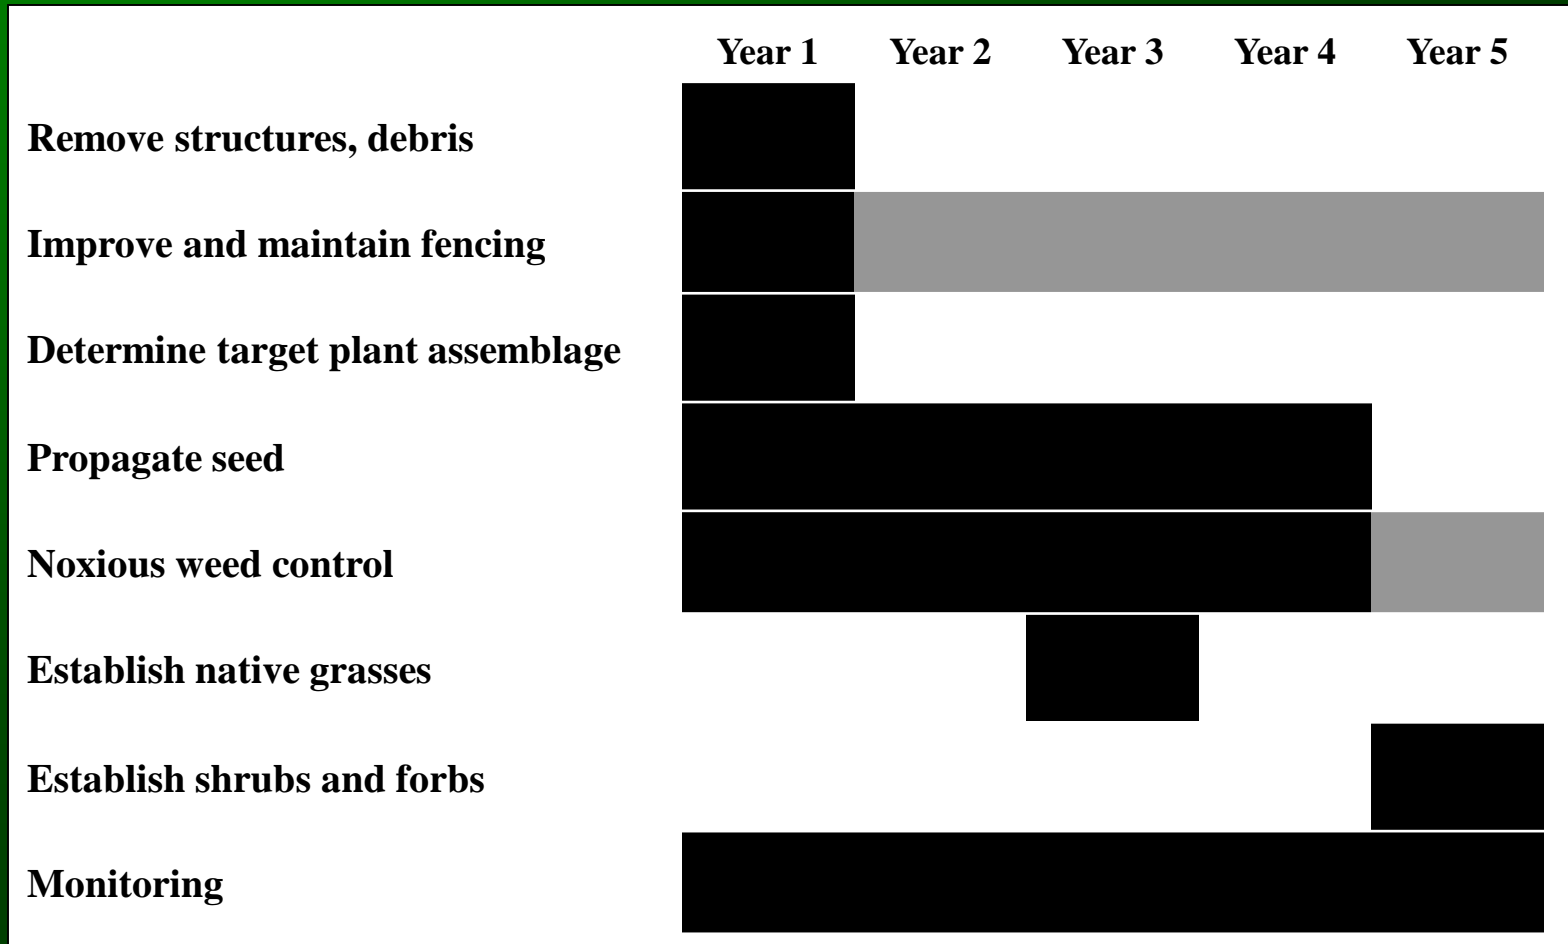 Year 1 Year 2 Year 3 Year 4 Year 5
Remove structures, debris
Improve and maintain fencing
Determine target plant assemblage
Propagate seed
Noxious weed control
Establish native grasses
Establish shrubs and forbs
Monitoring